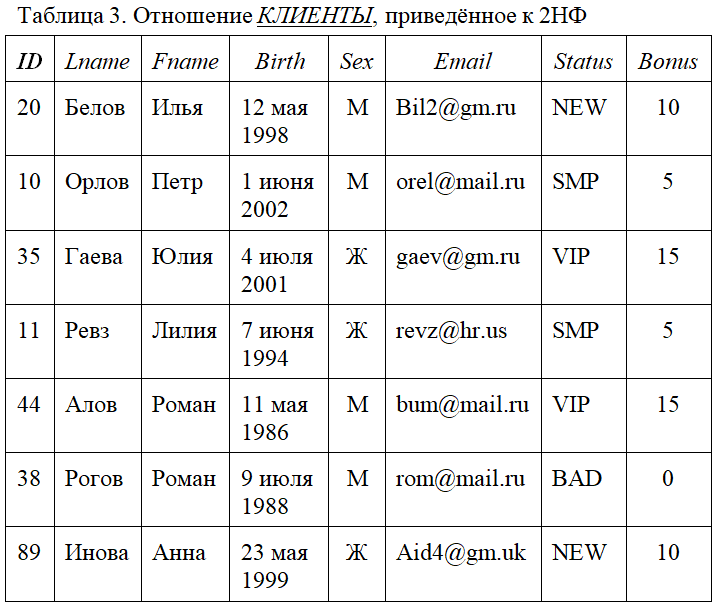 Таблица 3. Отношение КЛИЕНТЫ, приведённое к 2НФ
ID Lname Fname Birth Sex Email Status Bonus
20 Белов Илья 12 мая М Bil2@gm.ru NEW 10
1998
10 Орлов Петр 1 июня М orel@mail.ru SMP 5
2002
35 Гаева Юлия 4 июля Ж gaev@gm.ru VIP 15
2001
11 Ревз Лилия 7 июня Ж revz@hr.us SMP 5
1994
44 Алов Роман 11 мая М bum@mail.ru VIP 15
1986
38 Рогов Роман 9 июля М rom@mail.ru BAD 0
1988
89 Инова Анна 23 мая Ж Aid4@gm.uk NEW 10
1999